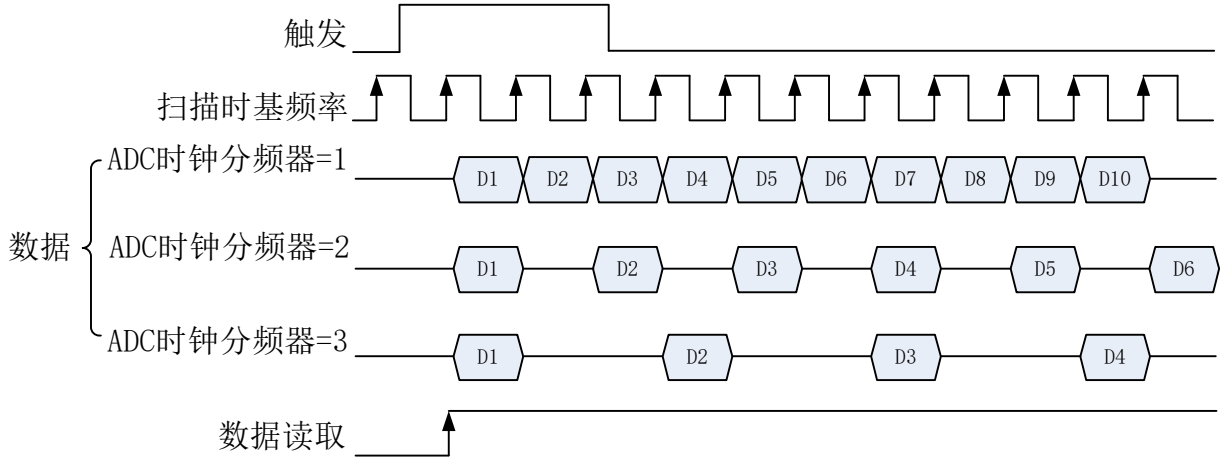 触发
扫描时基频率
ADC时钟分频器=1
D1 D2 D3 D4 D5 D6 D7 D8 D9 D10
数据
ADC时钟分频器=2
D1 D2 D3 D4 D5 D6
ADC时钟分频器=3
D1 D2 D3 D4
数据读取